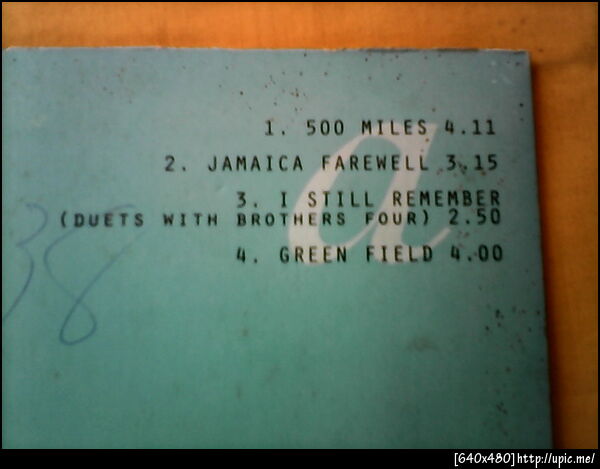 a
1. 500 MILES 4.11
2. JAMAICA FAREWELL 3.15
3. I STILL REMEMBER
(DUETS WITH BROTHERS FOUR) 2.50
4. GREEN FIELD 4.00
38
[640x480]http://upic.me/